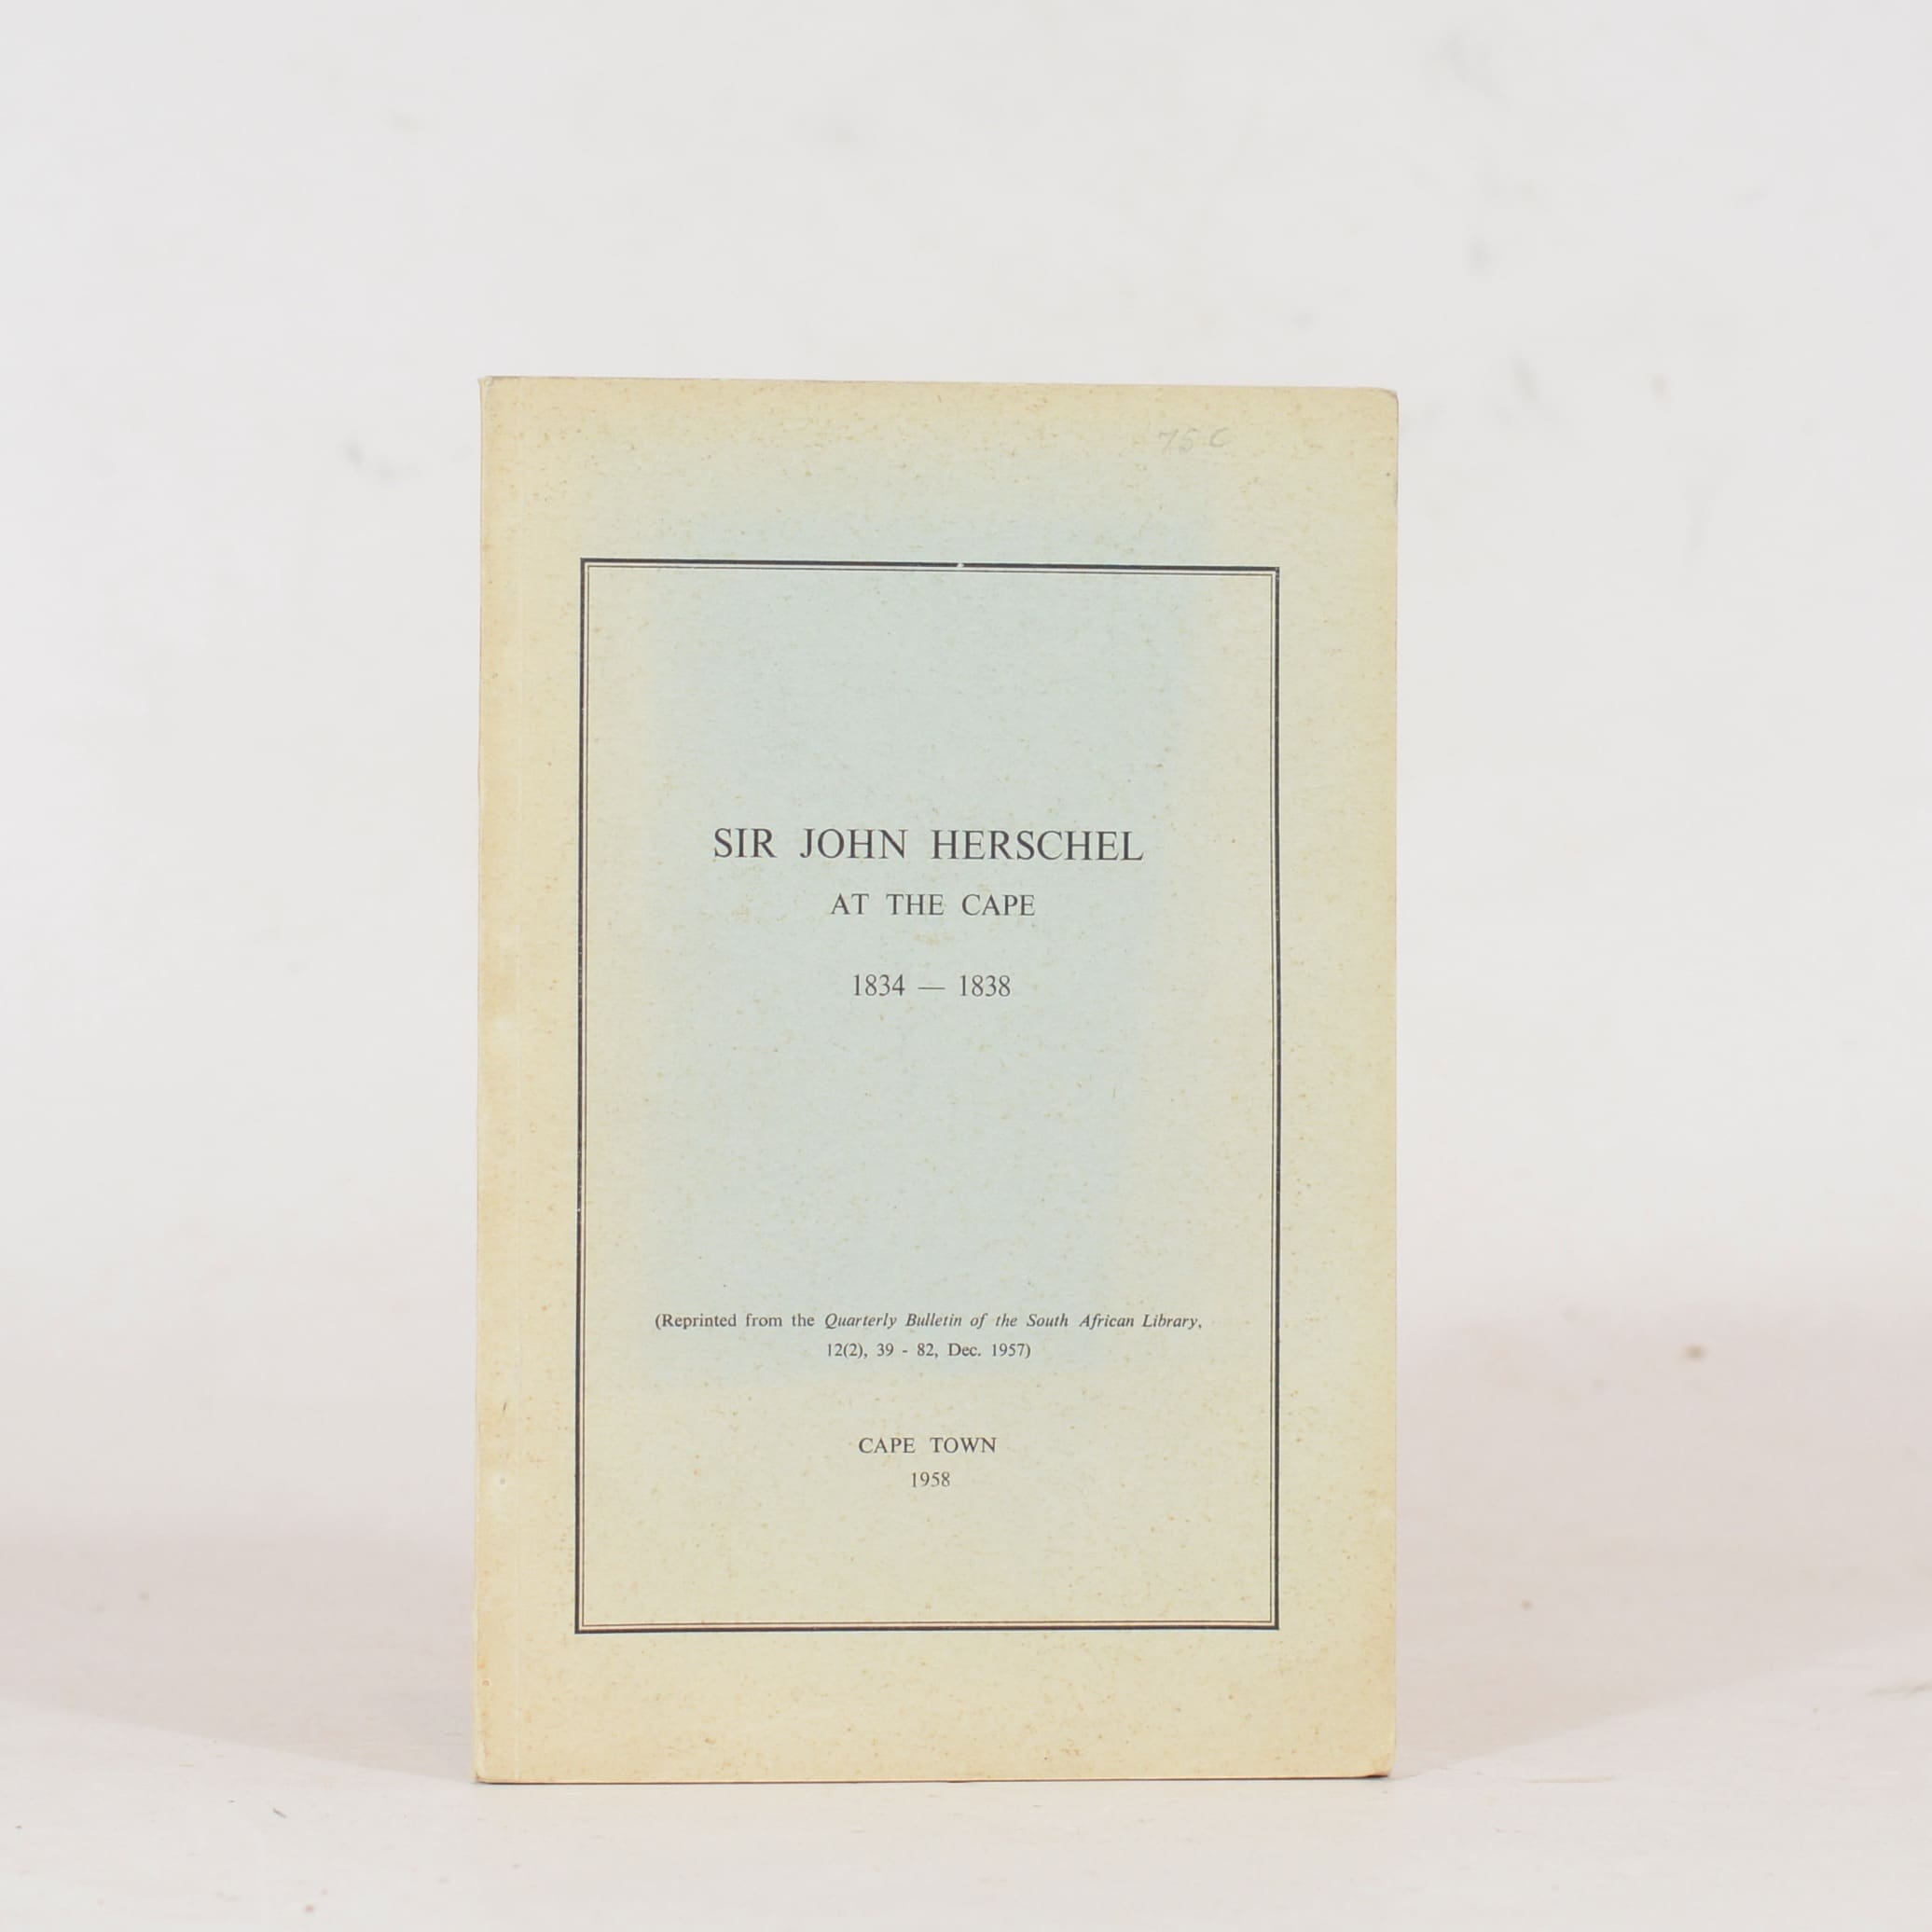 75 c
SIR JOHN HERSCHEL
AT THE CAPE
1834 — 1838
(Reprinted from the Quarterly Bulletin of the South African Library,
12(2), 39 - 82, Dec. 1957)
CAPE TOWN
1958